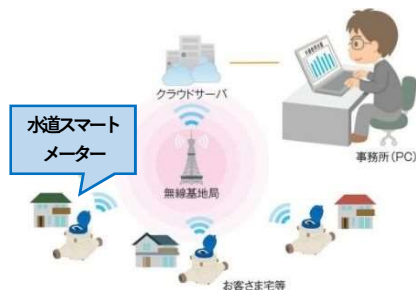 クラウドサーバ
水道スマート
メーター
事務所(PC)
無線基地局
お客さま宅等